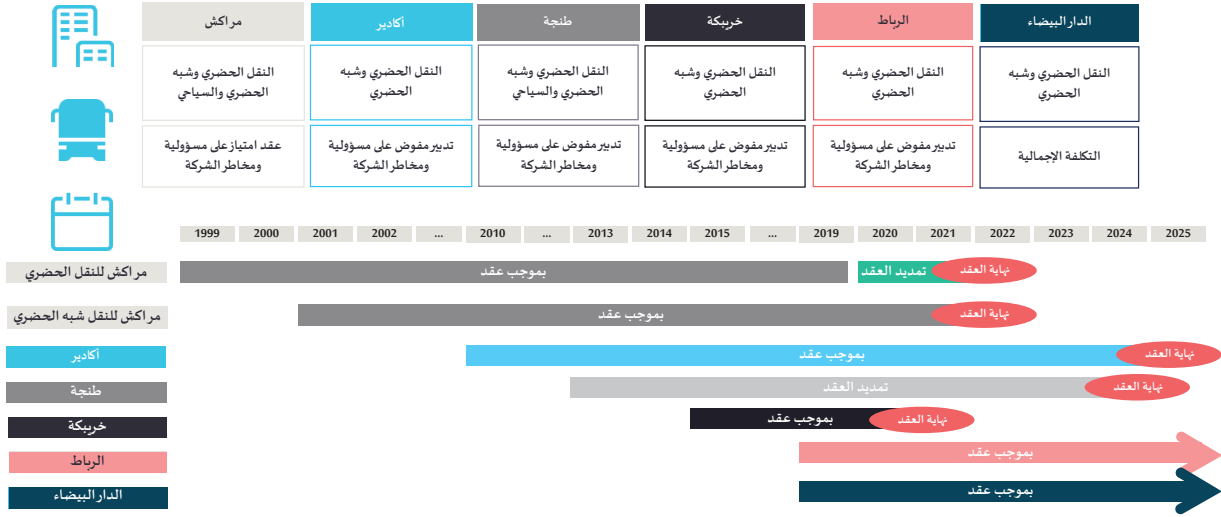 الدار البيضاء
الرباط
خريبكة
طنجة
أكادير
مراكش
النقل الحضري وشبه
الحضري
النقل الحضري وشبه
الحضري
النقل الحضري وشبه
الحضري
النقل الحضري وشبه
الحضري والسياحي
النقل الحضري وشبه
الحضري
النقل الحضري وشبه
الحضري والسياحي
التكلفة الإجمالية
تدبير مفوض على مسؤولية
ومخاطر الشركة
تدبير مفوض على مسؤولية
ومخاطر الشركة
تدبير مفوض على مسؤولية
ومخاطر الشركة
تدبير مفوض على مسؤولية
ومخاطر الشركة
عقد امتياز على مسؤولية
ومخاطر الشركة
1999 2000 2001 2002 ... 2010 ... 2013 2014 2015 ... 2019 2020 2021 2022 2023 2024 2025
مراكش للنقل الحضري
بموجب عقد
تمديد العقد
نهاية العقد
مراكش للنقل شبه الحضري
بموجب عقد
نهاية العقد
أكادير
بموجب عقد
نهاية العقد
طنجة
تمديد العقد
نهاية العقد
خريبكة
بموجب عقد
نهاية العقد
الرباط
بموجب عقد
الدار البيضاء
بموجب عقد